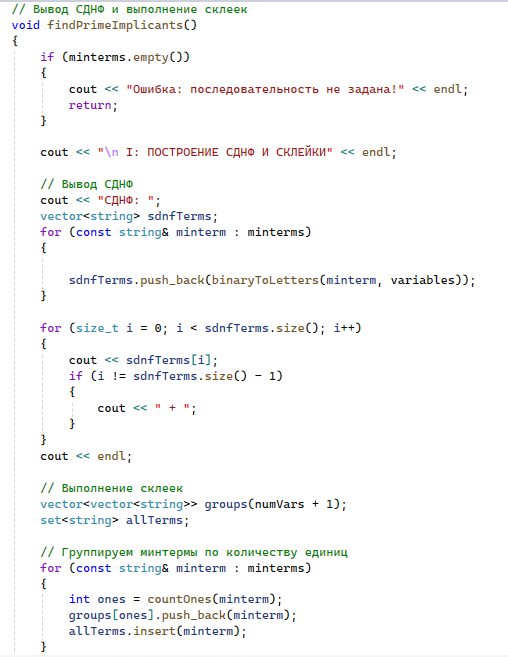 // Вывод СДНФ и выполнение склеек
void findPrimeImplicants()
{
    if (minterms.empty())
    {
        cout << "Ошибка: последовательность не задана!" << endl;
        return;
    }

    cout << "\n I: ПОСТРОЕНИЕ СДНФ И СКЛЕЙКИ" << endl;

    // Вывод СДНФ
    cout << "СДНФ: ";
    vector<string> sdnfTerms;
    for (const string& minterm : minterms)
    {

        sdnfTerms.push_back(binaryToLetters(minterm, variables));
    }

    for (size_t i = 0; i < sdnfTerms.size(); i++)
    {
        cout << sdnfTerms[i];
        if (i != sdnfTerms.size() - 1)
        {
            cout << " + ";
        }
    }
    cout << endl;

    // Выполнение склеек
    vector<vector<string>> groups(numVars + 1);
    set<string> allTerms;

    // Группируем минтермы по количеству единиц
    for (const string& minterm : minterms)
    {
        int ones = countOnes(minterm);
        groups[ones].push_back(minterm);
        allTerms.insert(minterm);
    }